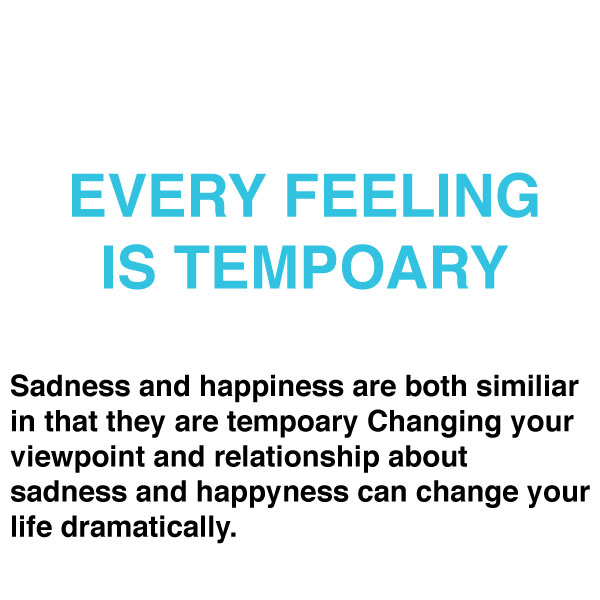 EVERY FEELING
IS TEMPOARY
Sadness and happiness are both similiar
in that they are tempoary Changing your
viewpoint and relationship about
sadness and happyness can change your
life dramatically.